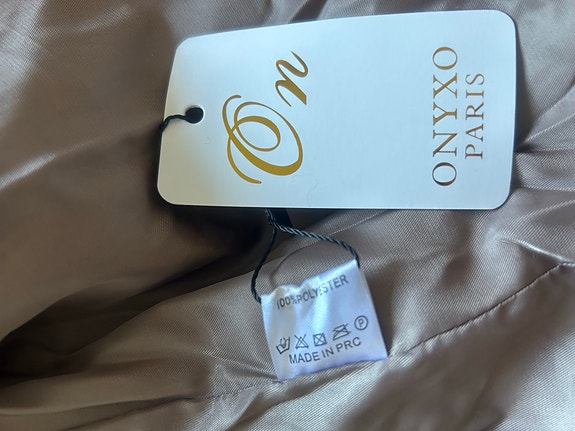 On
ONYXO
PARIS
100%POLYESTER
MADE IN PRC